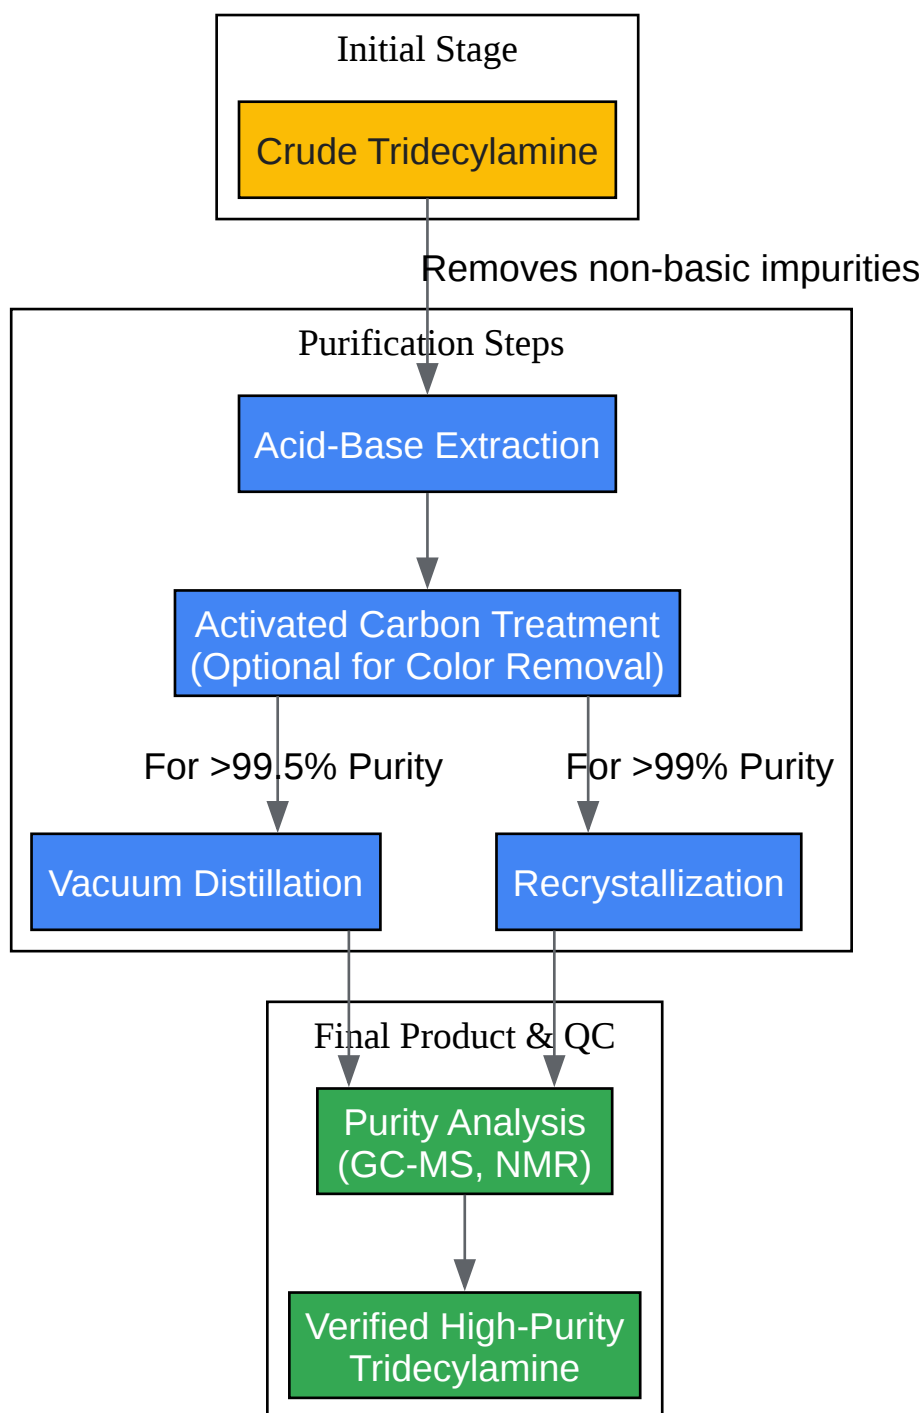 Initial Stage
Crude Tridecylamine
Removes non-basic impurities
Purification Steps
Acid-Base Extraction
Activated Carbon Treatment
(Optional for Color Removal)
For >99.5% Purity
For >99% Purity
Vacuum Distillation
Recrystallization
Final Product & QC
Purity Analysis
(GC-MS, NMR)
Verified High-Purity
Tridecylamine